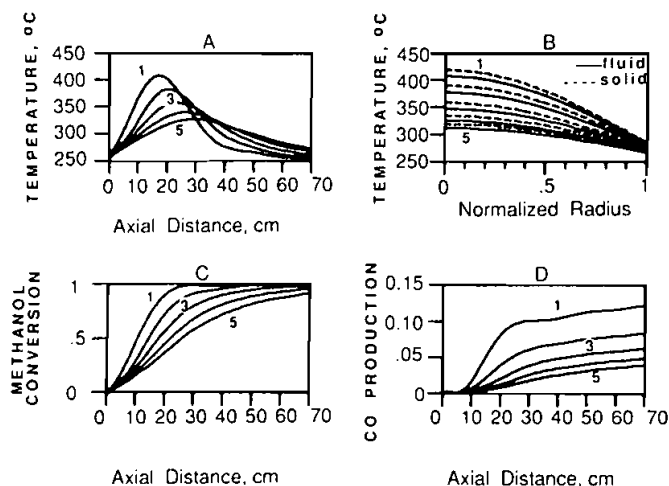 A
TEMPERATURE, °C
450
400
350
300
250
1
3
5
0 10 20 30 40 50 60 70
Axial Distance, cm
B
TEMPERATURE, °C
450
400
350
300
250
1
5
fluid
solid
0 .5 1
Normalized Radius
C
METHANOL
CONVERSION
1
.5
0
1
3
5
0 10 20 30 40 50 60 70
Axial Distance, cm
D
CO PRODUCTION
0.15
0.10
.05
0
1
3
5
0 10 20 30 40 50 60 70
Axial Distance, cm